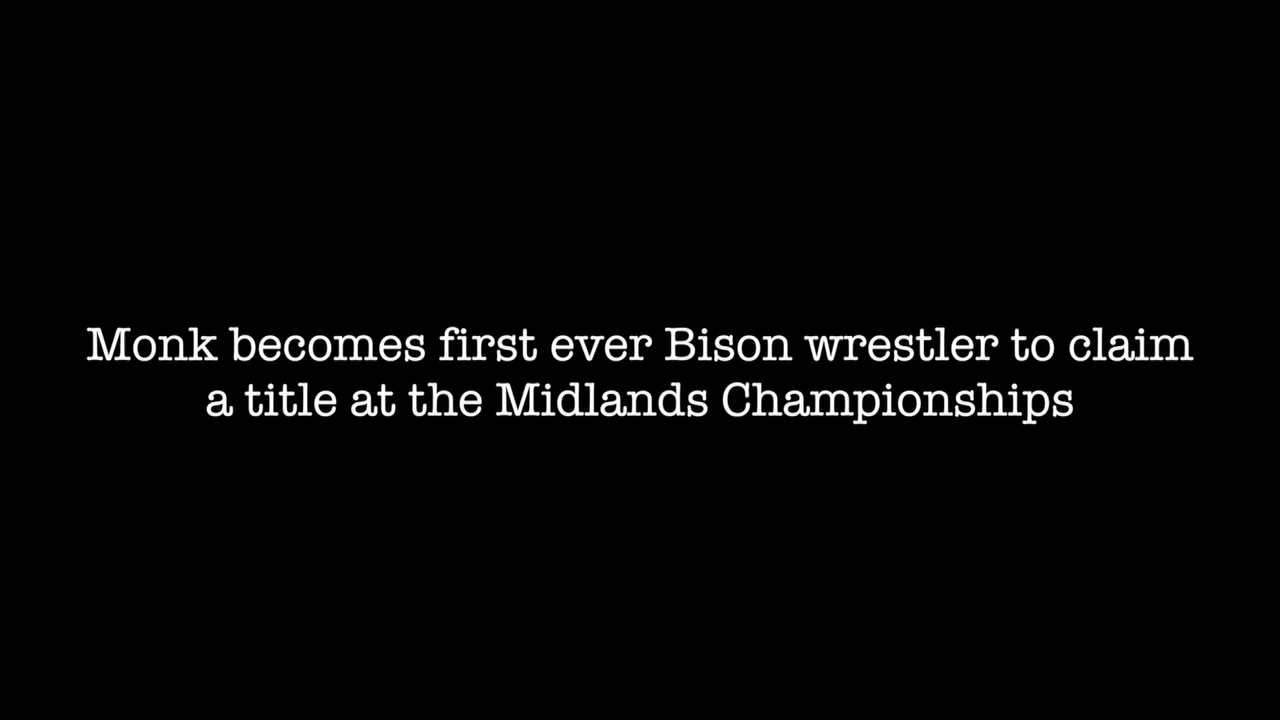 Monk becomes first ever Bison wrestler to claim
a title at the Midlands Championships